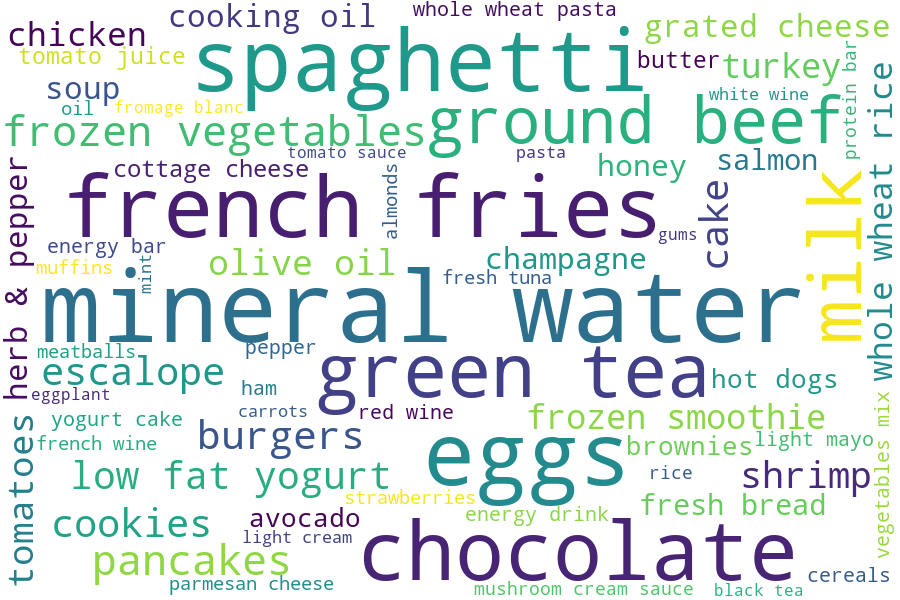 cooking oil
whole wheat pasta
grated cheese
chicken
spaghetti
tomato juice
butter
turkey
protein bar
whole wheat rice
soup
white wine
oil
fromage blanc
ground beef
frozen vegetables
tomato sauce
pasta
honey
salmon
cottage cheese
herb & pepper
french fries
almonds
cake
milk
gums
energy bar
mint
olive oil
champagne
muffins
fresh tuna
mineral water
meatballs
pepper
green tea
escalope
hot dogs
ham
eggplant
carrots
red wine
yogurt cake
frozen smoothie
tomatoes
french wine
burgers
eggs
brownies
light mayo
vegetables mix
low fat yogurt
rice
shrimp
strawberries
fresh bread
cookies
avocado
energy drink
light cream
chocolate
pancakes
cereals
parmesan cheese
mushroom cream sauce
black tea